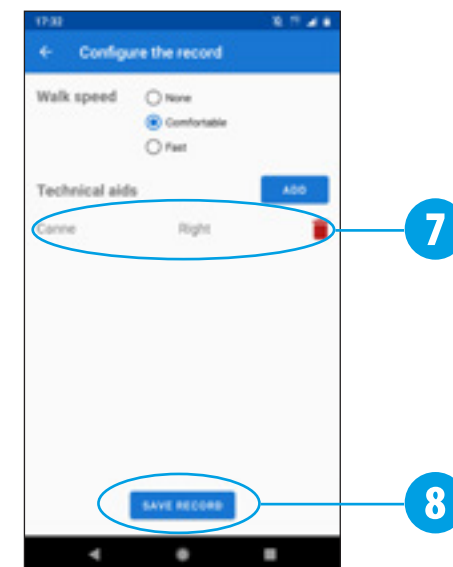 17:32
Configure the record
Walk speed
None
Comfortable
Fast
Technical aids
ADD
Canne Right
7
SAVE RECORD
8